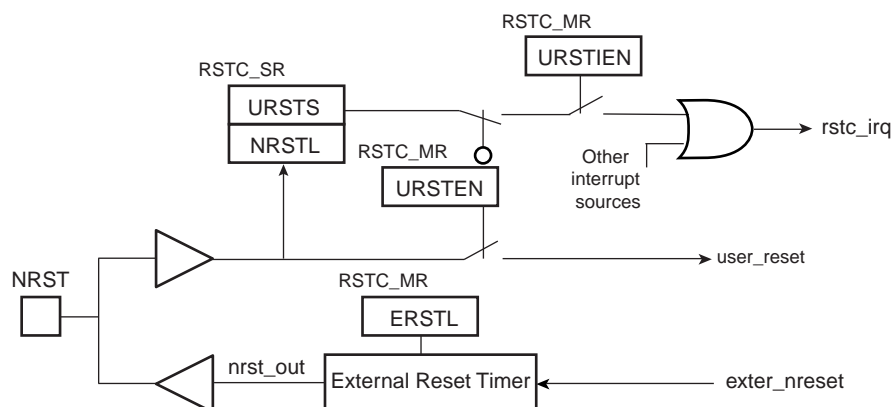 RSTC_MR
URSTIEN
RSTC_SR
URSTS
NRSTL
RSTC_MR
URSTEN
rstc_irq
Other
interrupt
sources
user_reset
NRST
RSTC_MR
ERSTL
nrst_out
External Reset Timer
exter_nreset